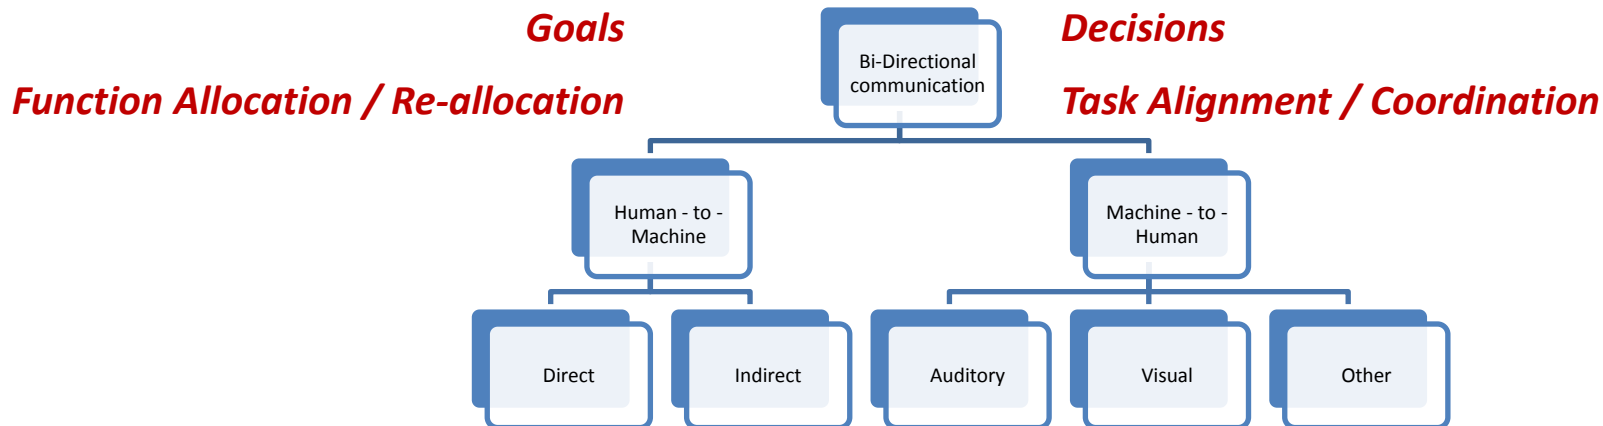 Goals
Decisions
Bi-Directional
communication
Function Allocation / Re-allocation
Task Alignment / Coordination
Human - to -
Machine
Machine - to -
Human
Direct
Indirect
Auditory
Visual
Other